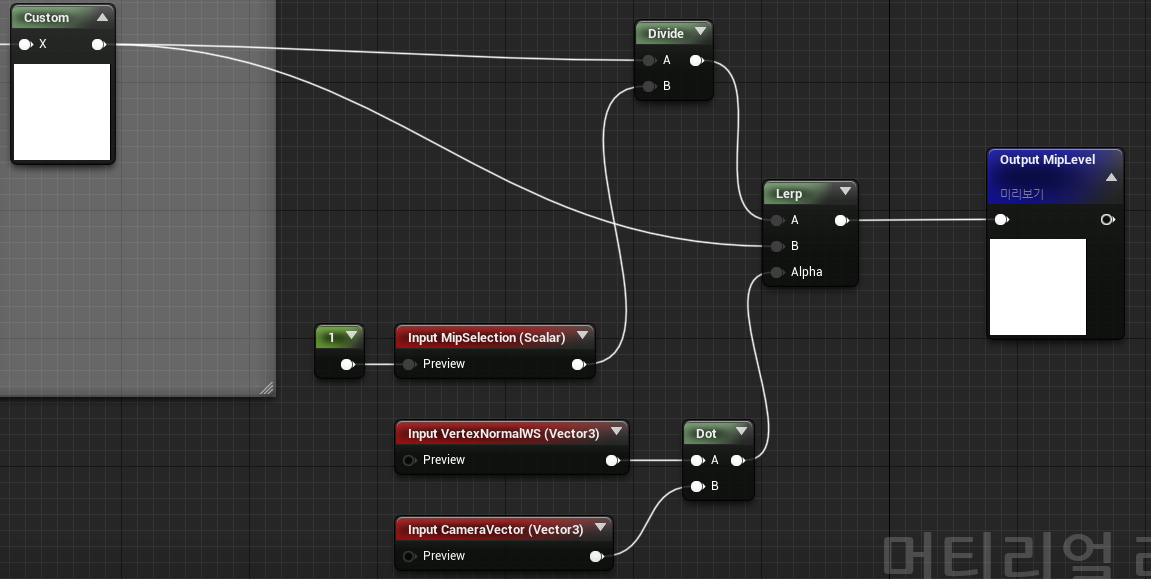 Custom
X
Divide
A
B
Output MipLevel
미리보기
Lerp
A
B
Alpha
1
Input MipSelection (Scalar)
Preview
Input VertexNormalWS (Vector3)
Preview
Dot
A
B
Input CameraVector (Vector3)
Preview
머티리얼